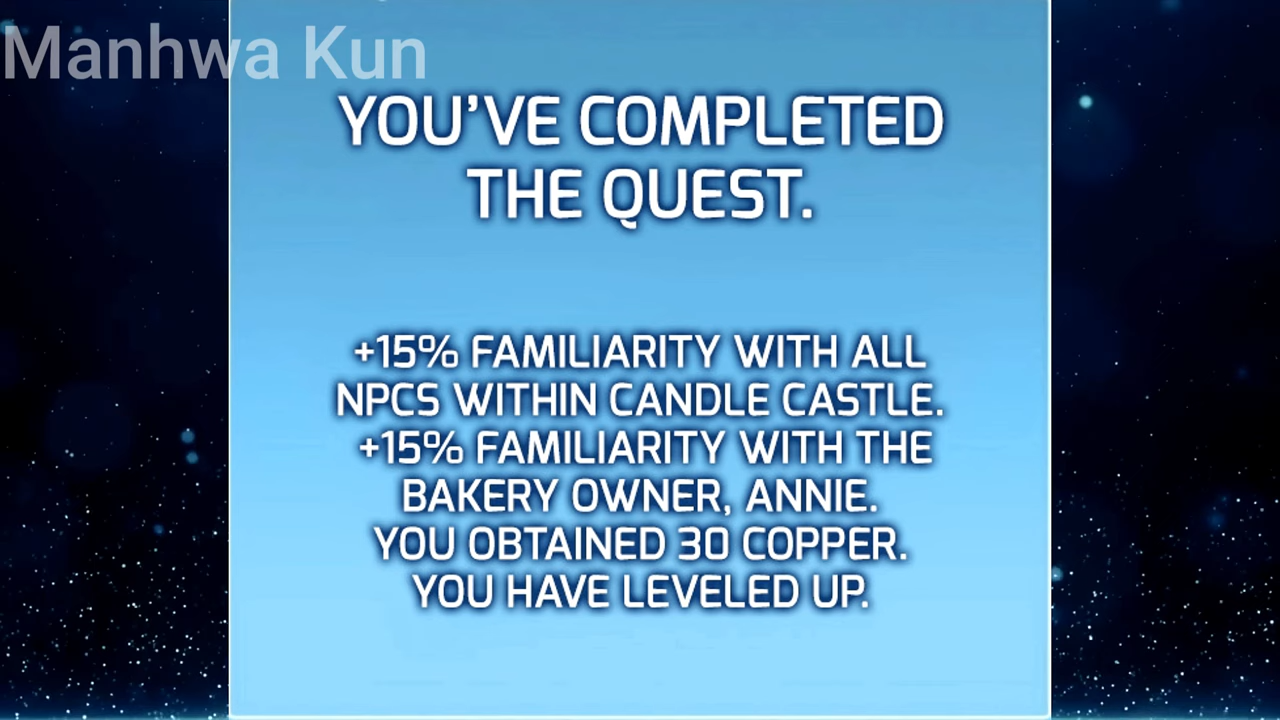 Manhwa Kun
YOU'VE COMPLETED
THE QUEST.
+15% FAMILIARITY WITH ALL
NPCS WITHIN CANDLE CASTLE.
+15% FAMILIARITY WITH THE
BAKERY OWNER, ANNIE.
YOU OBTAINED 30 COPPER.
YOU HAVE LEVELED UP.